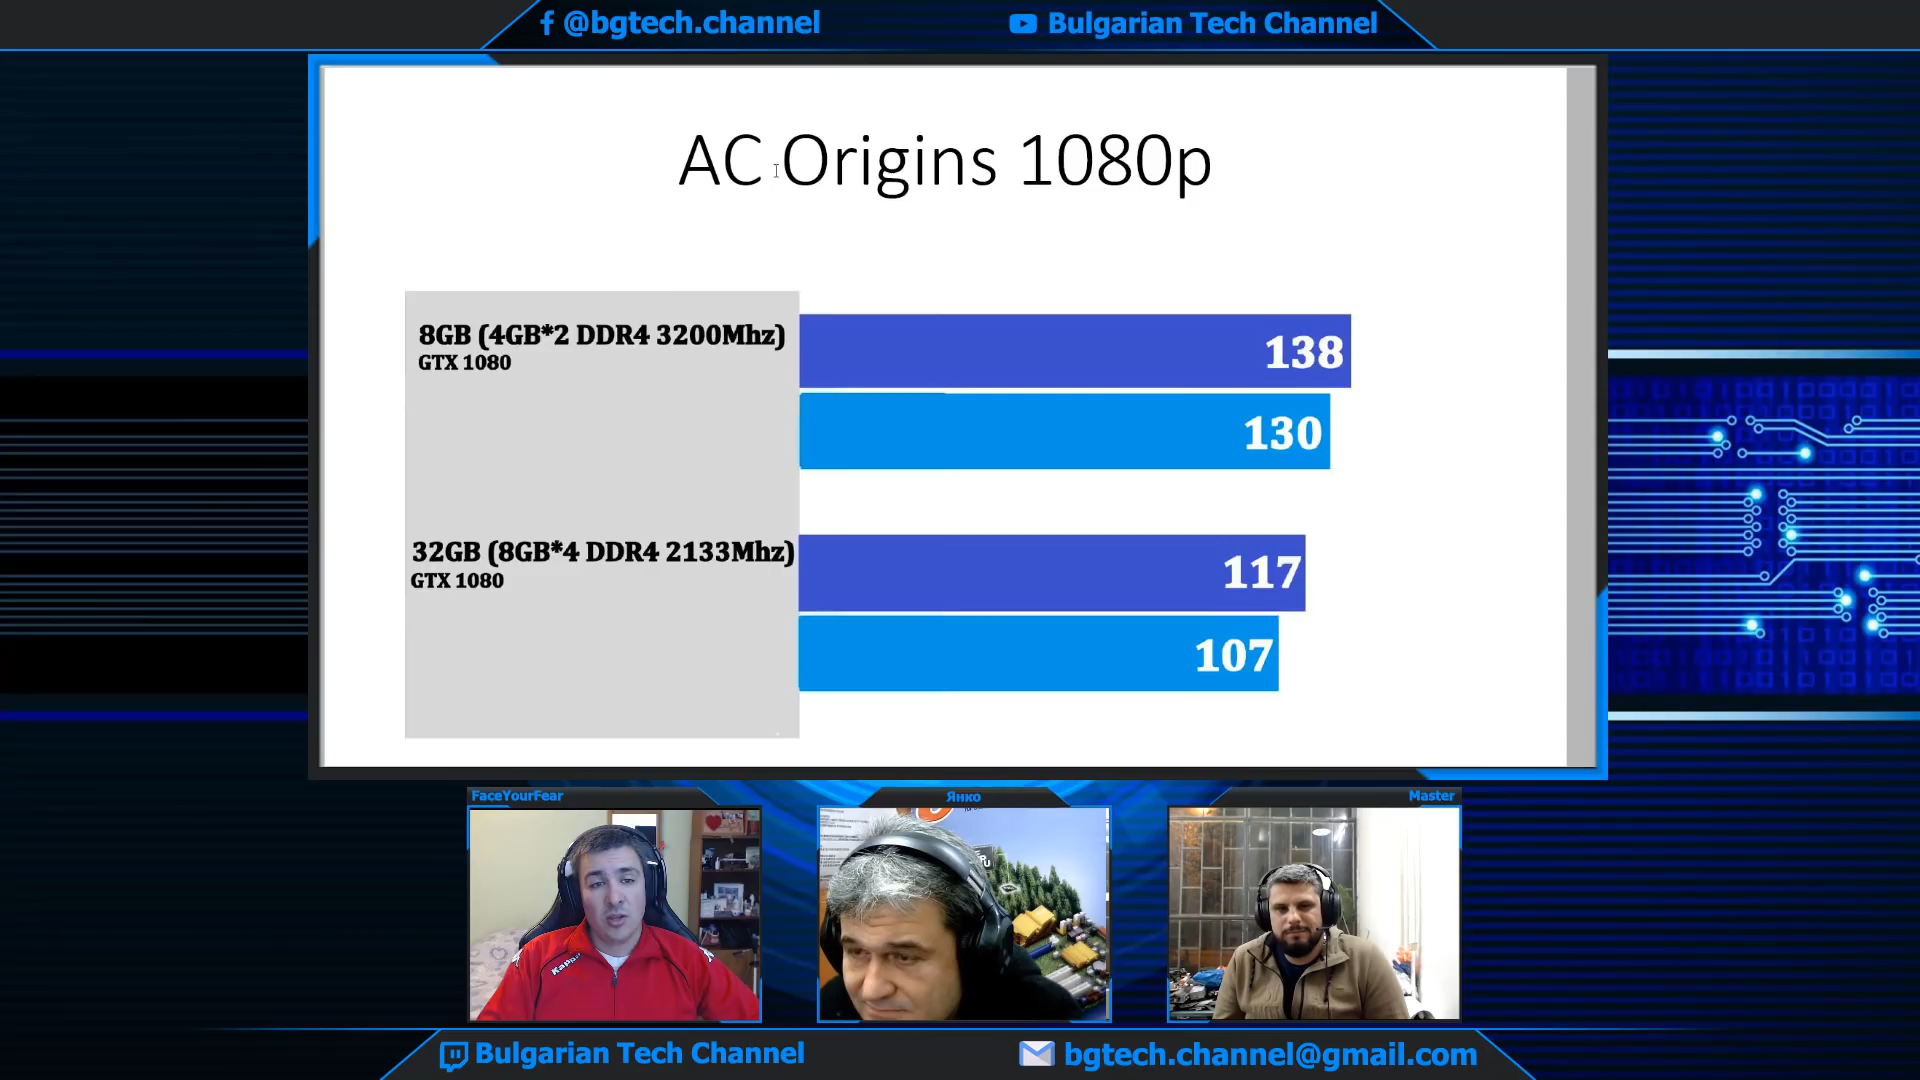 @bgtech.channel
Bulgarian Tech Channel
AC Origins 1080p
8GB (4GB*2 DDR4 3200Mhz)
GTX 1080
138
130
32GB (8GB*4 DDR4 2133Mhz)
GTX 1080
117
107
FaceYourFear
Янко
Master
Kappa
Bulgarian Tech Channel
bgtech.channel@gmail.com